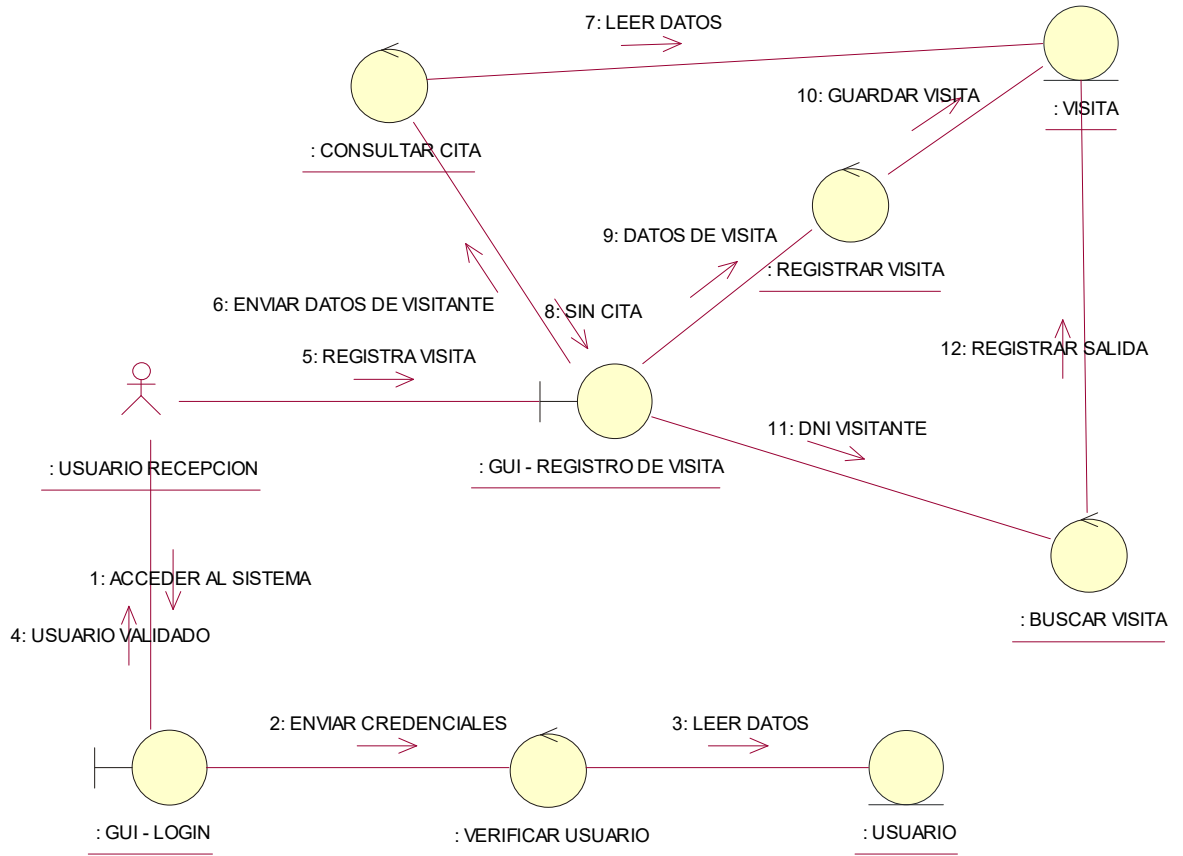 7: LEER DATOS
10: GUARDAR VISITA
: VISITA
: CONSULTAR CITA
9: DATOS DE VISITA
: REGISTRAR VISITA
6: ENVIAR DATOS DE VISITANTE
8: SIN CITA
5: REGISTRA VISITA
12: REGISTRAR SALIDA
11: DNI VISITANTE
: USUARIO RECEPCION
: GUI - REGISTRO DE VISITA
1: ACCEDER AL SISTEMA
: BUSCAR VISITA
4: USUARIO VALIDADO
2: ENVIAR CREDENCIALES
3: LEER DATOS
: GUI - LOGIN
: VERIFICAR USUARIO
: USUARIO